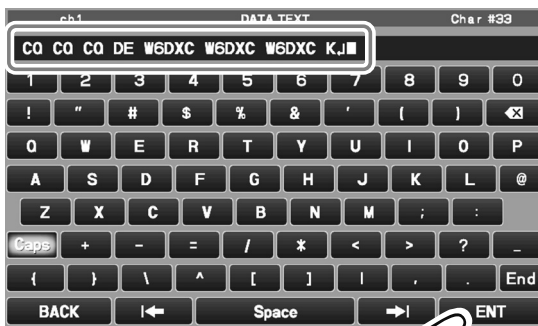 ch1 DATA TEXT Char #33
CQ CQ CQ DE W6DXC W6DXC W6DXC K↲■
1 2 3 4 5 6 7 8 9 0
! " # $ % & ' ( ) ⌫
Q W E R T Y U I O P
A S D F G H J K L @
Z X C V B N M ; :
Caps + - = / * < > ? _
{ } \ ^ [ ] | , . End
BACK |← Space →| ENT